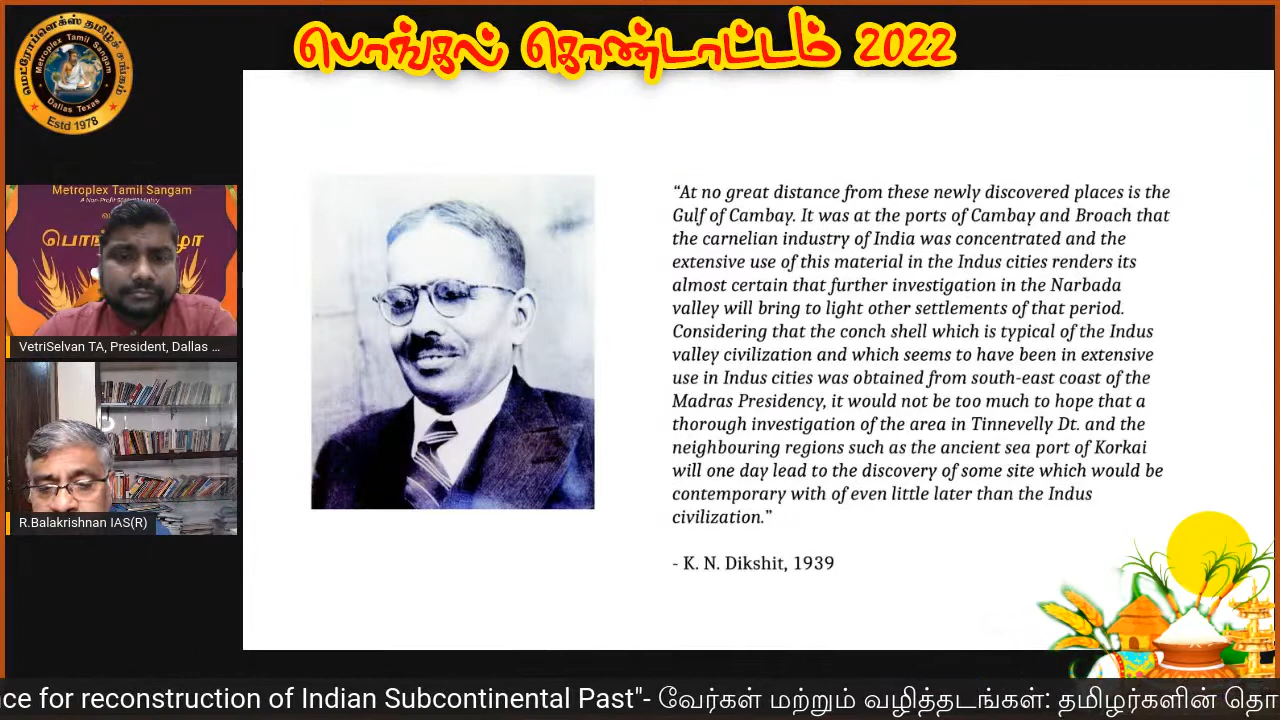 மெட்ரோப்ளெக்ஸ் தமிழ்ச் சங்கம்
Metroplex Tamil Sangam
Dallas Texas
Estd 1978
பொங்கல் கொண்டாட்டம் 2022
Metroplex Tamil Sangam
VetriSelvan TA, President, Dallas ...
R.Balakrishnan IAS(R)
“At no great distance from these newly discovered places is the
Gulf of Cambay. It was at the ports of Cambay and Broach that
the carnelian industry of India was concentrated and the
extensive use of this material in the Indus cities renders its
almost certain that further investigation in the Narbada
valley will bring to light other settlements of that period.
Considering that the conch shell which is typical of the Indus
valley civilization and which seems to have been in extensive
use in Indus cities was obtained from south-east coast of the
Madras Presidency, it would not be too much to hope that a
thorough investigation of the area in Tinnevelly Dt. and the
neighbouring regions such as the ancient sea port of Korkai
will one day lead to the discovery of some site which would be
contemporary with of even little later than the Indus
civilization.”
- K. N. Dikshit, 1939
nce for reconstruction of Indian Subcontinental Past"- வேர்கள் மற்றும் வழித்தடங்கள்: தமிழர்களின் தொ